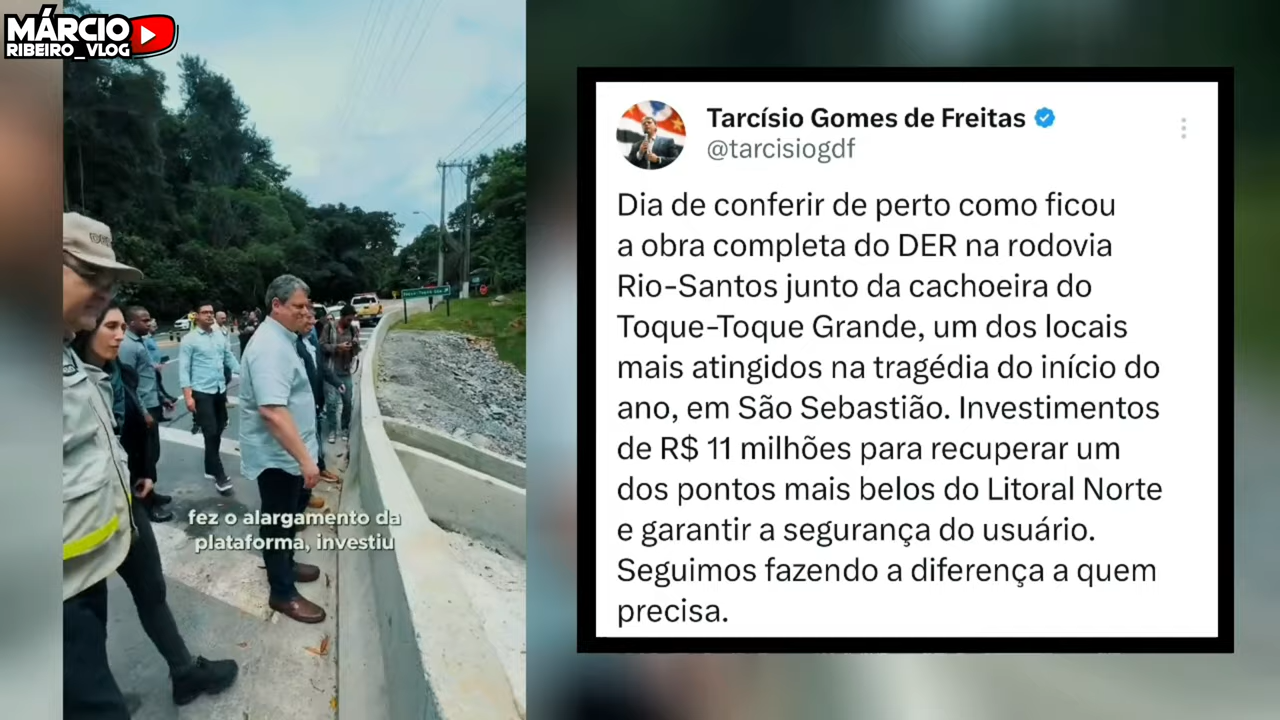 MÁRCIO
RIBEIRO_VLOG
fez o alargamento da
plataforma, investiu
Tarcísio Gomes de Freitas
@tarcisiogdf
Dia de conferir de perto como ficou
a obra completa do DER na rodovia
Rio-Santos junto da cachoeira do
Toque-Toque Grande, um dos locais
mais atingidos na tragédia do início do
ano, em São Sebastião. Investimentos
de R$ 11 milhões para recuperar um
dos pontos mais belos do Litoral Norte
e garantir a segurança do usuário.
Seguimos fazendo a diferença a quem
precisa.